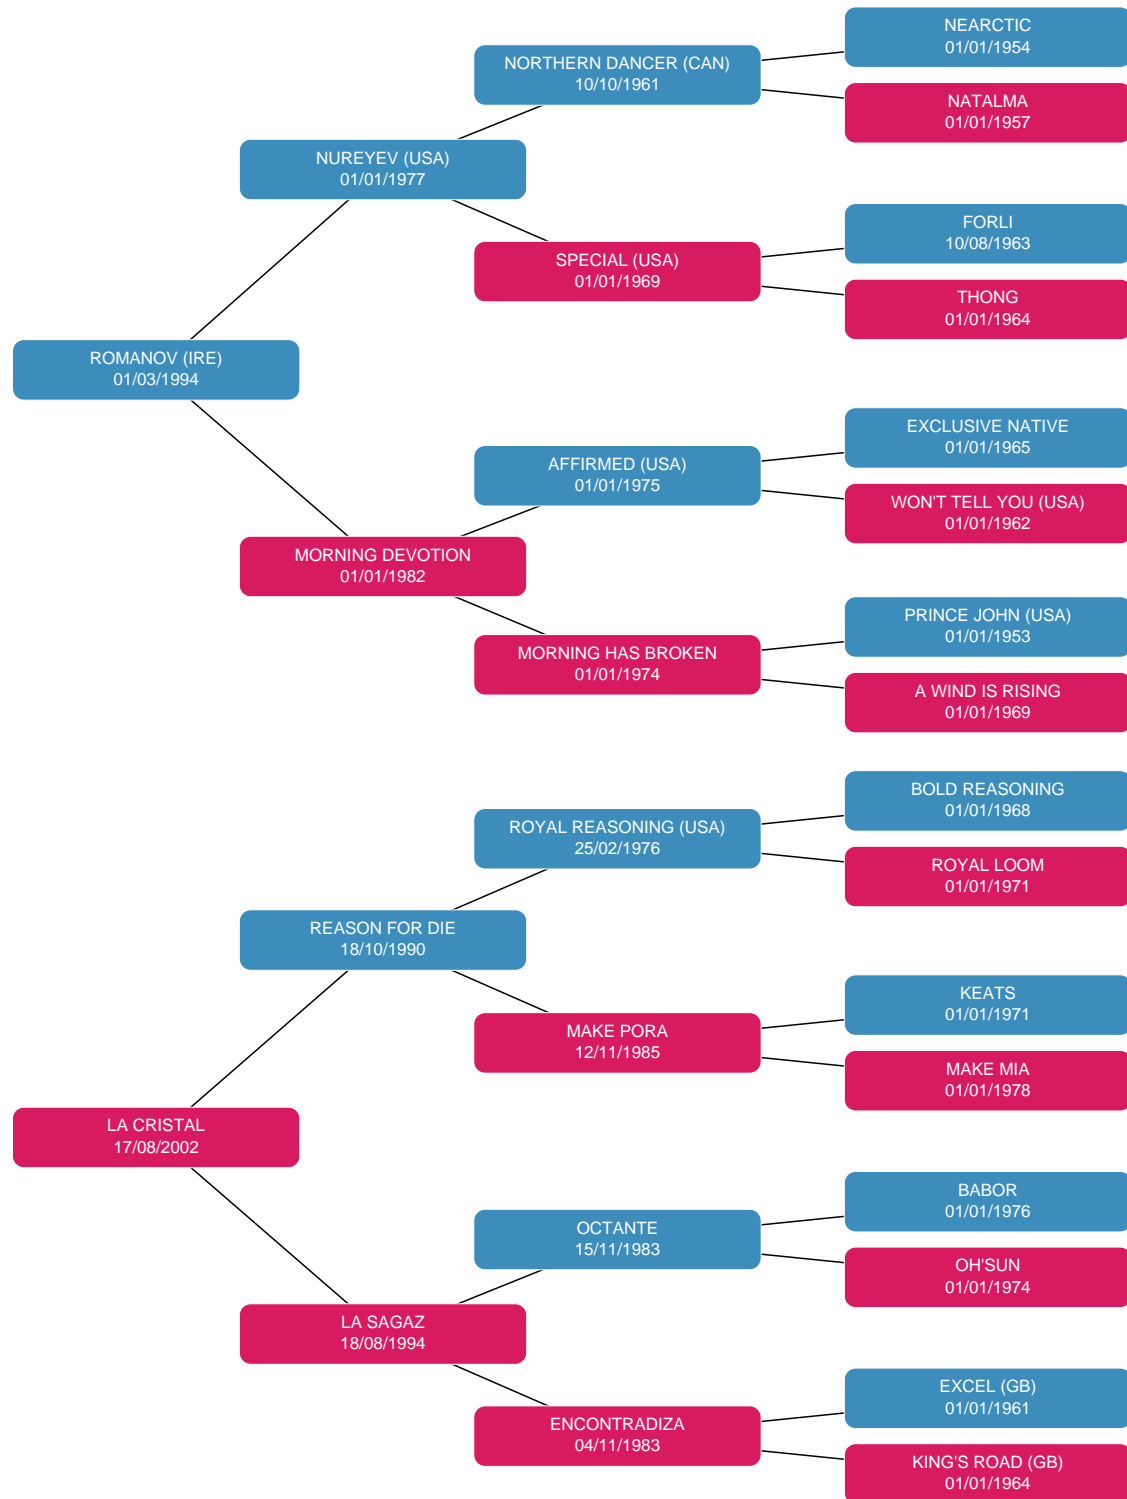 NEARCTIC
01/01/1954
NORTHERN DANCER (CAN)
10/10/1961
NATALMA
01/01/1957
NUREYEV (USA)
01/01/1977
FORLI
10/08/1963
SPECIAL (USA)
01/01/1969
THONG
01/01/1964
ROMANOV (IRE)
01/03/1994
EXCLUSIVE NATIVE
01/01/1965
AFFIRMED (USA)
01/01/1975
WON'T TELL YOU (USA)
01/01/1962
MORNING DEVOTION
01/01/1982
PRINCE JOHN (USA)
01/01/1953
MORNING HAS BROKEN
01/01/1974
A WIND IS RISING
01/01/1969
BOLD REASONING
01/01/1968
ROYAL REASONING (USA)
25/02/1976
ROYAL LOOM
01/01/1971
REASON FOR DIE
18/10/1990
KEATS
01/01/1971
MAKE PORA
12/11/1985
MAKE MIA
01/01/1978
LA CRISTAL
17/08/2002
BABOR
01/01/1976
OCTANTE
15/11/1983
OH'SUN
01/01/1974
LA SAGAZ
18/08/1994
EXCEL (GB)
01/01/1961
ENCONTRADIZA
04/11/1983
KING'S ROAD (GB)
01/01/1964